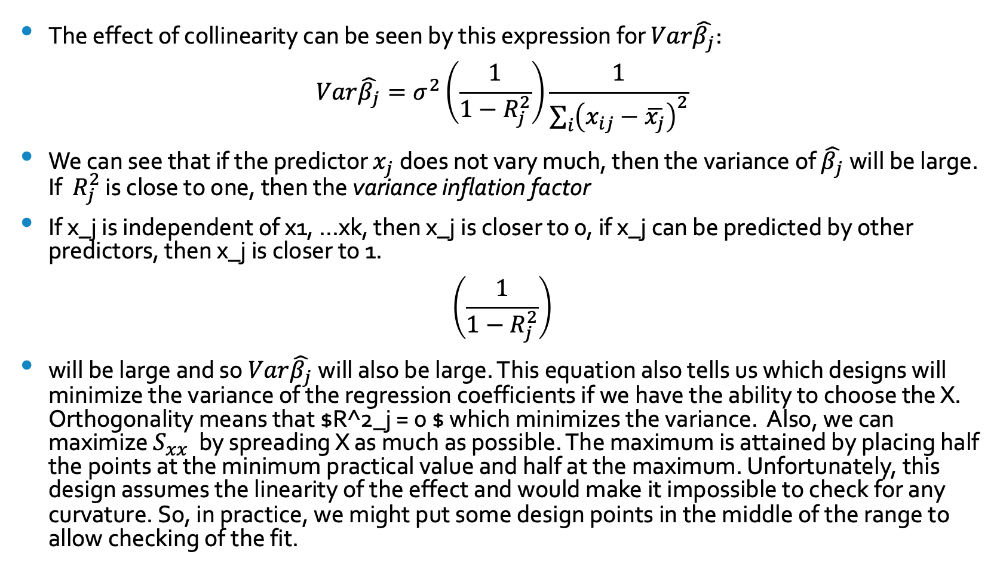 • The effect of collinearity can be seen by this expression for $Var\hat{\beta}_j$:
$Var\hat{\beta}_j = \sigma^2 \left( \frac{1}{1 - R_j^2} \right) \frac{1}{\sum_i (x_{ij} - \overline{x}_j)^2}$
• We can see that if the predictor $x_j$ does not vary much, then the variance of $\hat{\beta}_j$ will be large.
If $R_j^2$ is close to one, then the variance inflation factor
• If x_j is independent of x1, ...xk, then x_j is closer to 0, if x_j can be predicted by other
predictors, then x_j is closer to 1.
$\left( \frac{1}{1 - R_j^2} \right)$
• will be large and so $Var\hat{\beta}_j$ will also be large. This equation also tells us which designs will
minimize the variance of the regression coefficients if we have the ability to choose the X.
Orthogonality means that $R^2_j = 0 $ which minimizes the variance. Also, we can
maximize $S_{xx}$ by spreading X as much as possible. The maximum is attained by placing half
the points at the minimum practical value and half at the maximum. Unfortunately, this
design assumes the linearity of the effect and would make it impossible to check for any
curvature. So, in practice, we might put some design points in the middle of the range to
allow checking of the fit.